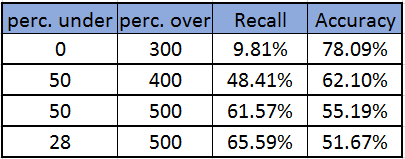 perc. under perc. over Recall Accuracy
0 300 9.81% 78.09%
50 400 48.41% 62.10%
50 500 61.57% 55.19%
28 500 65.59% 51.67%